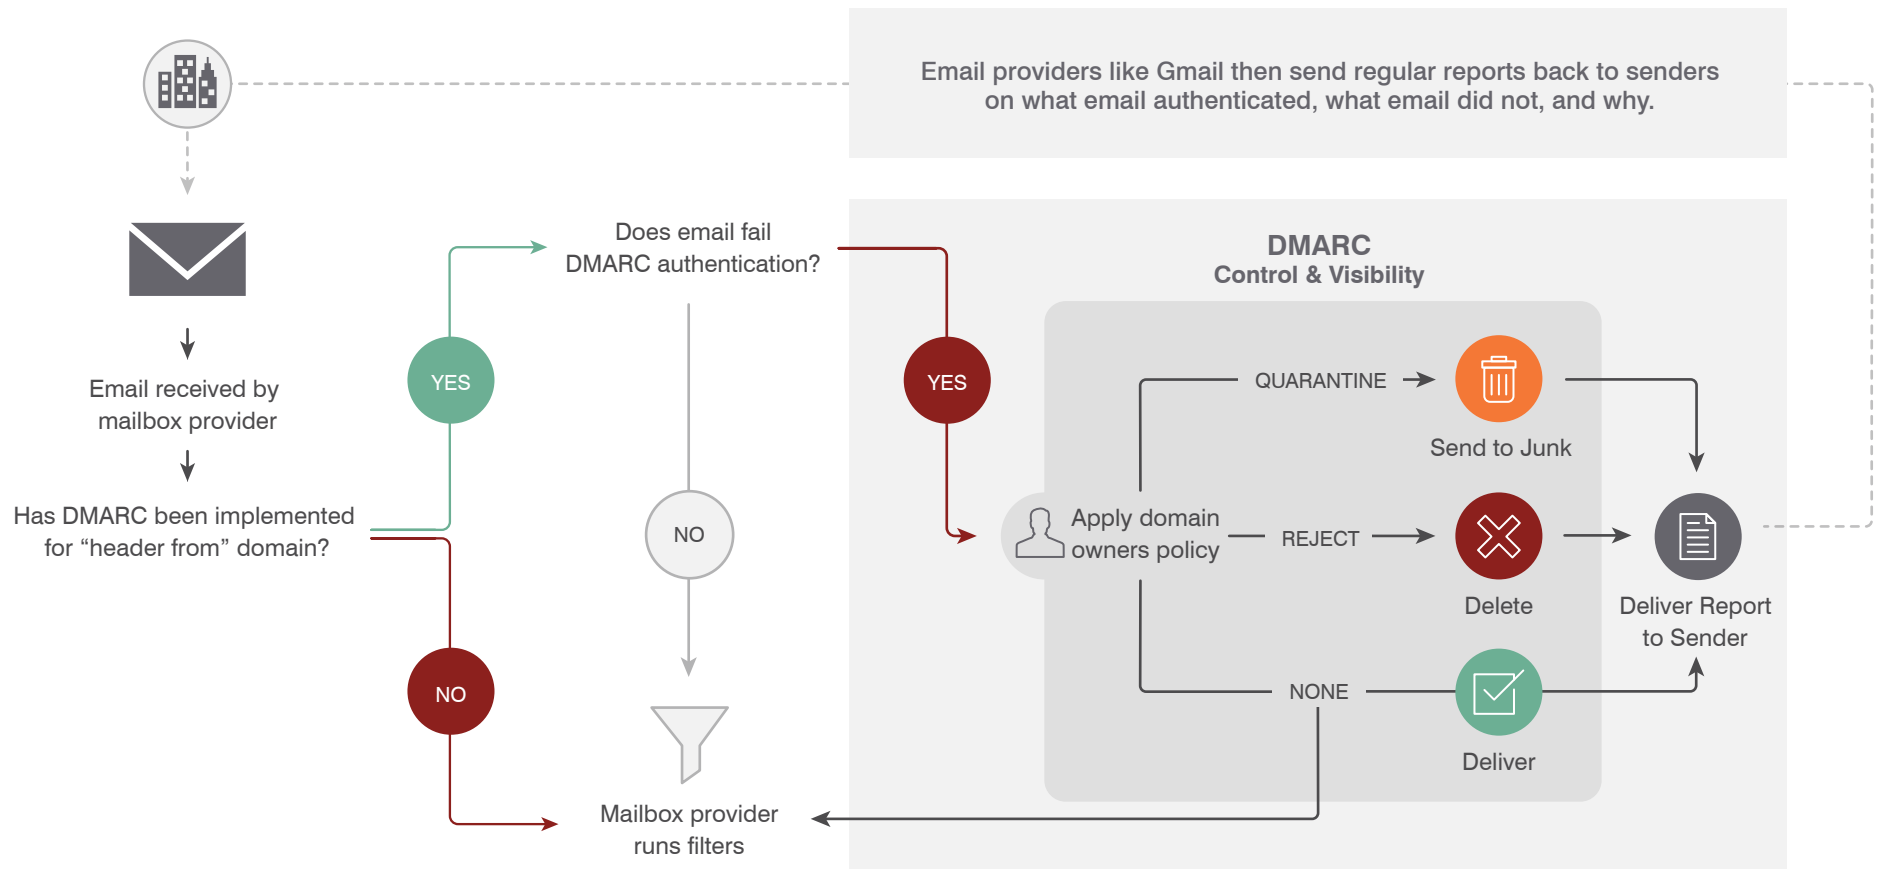 Email providers like Gmail then send regular reports back to senders
on what email authenticated, what email did not, and why.
Does email fail
DMARC authentication?
DMARC
Control & Visibility
YES
YES
QUARANTINE
Send to Junk
Email received by
mailbox provider
Has DMARC been implemented
for “header from” domain?
NO
Apply domain
owners policy
REJECT
Delete
Deliver Report
to Sender
NO
NONE
Deliver
Mailbox provider
runs filters